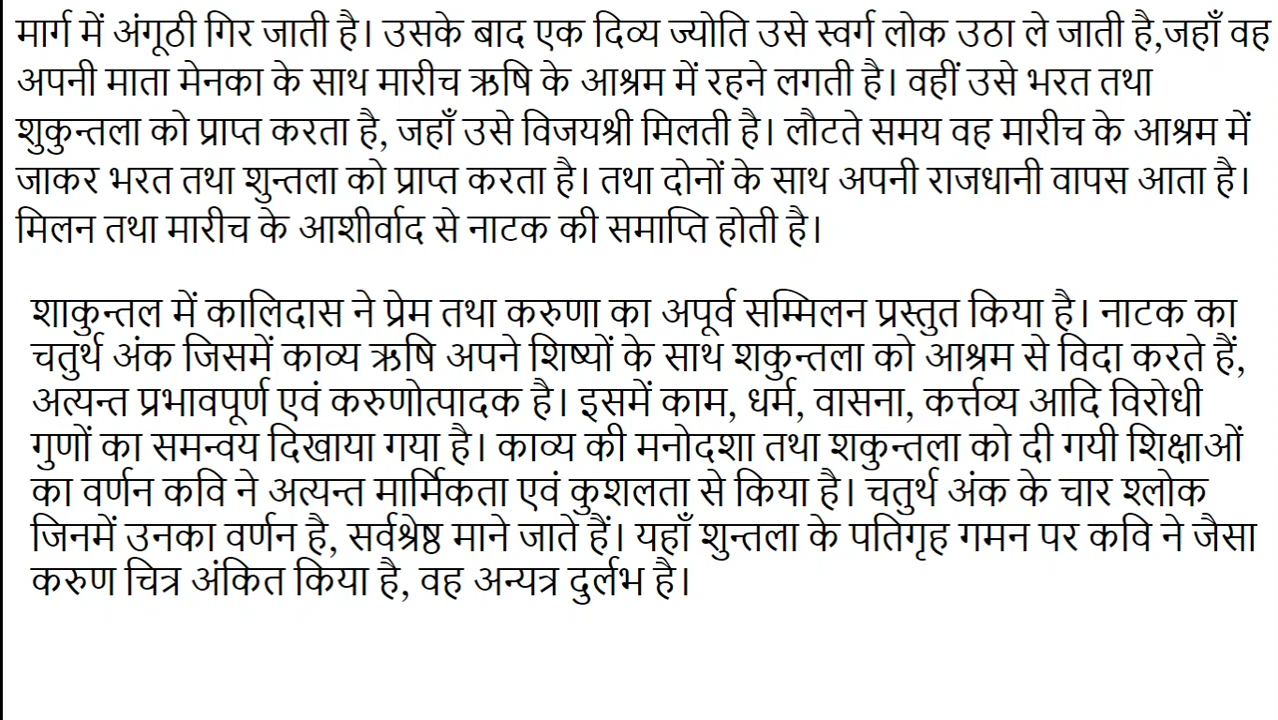 मार्ग में अंगूठी गिर जाती है। उसके बाद एक दिव्य ज्योति उसे स्वर्ग लोक उठा ले जाती है,जहाँ वह
अपनी माता मेनका के साथ मारीच ऋषि के आश्रम में रहने लगती है। वहीं उसे भरत तथा
शुकुन्तला को प्राप्त करता है, जहाँ उसे विजयश्री मिलती है। लौटते समय वह मारीच के आश्रम में
जाकर भरत तथा शुन्तला को प्राप्त करता है। तथा दोनों के साथ अपनी राजधानी वापस आता है।
मिलन तथा मारीच के आशीर्वाद से नाटक की समाप्ति होती है।
शाकुन्तल में कालिदास ने प्रेम तथा करुणा का अपूर्व सम्मिलन प्रस्तुत किया है। नाटक का
चतुर्थ अंक जिसमें काव्य ऋषि अपने शिष्यों के साथ शकुन्तला को आश्रम से विदा करते हैं,
अत्यन्त प्रभावपूर्ण एवं करुणोत्पादक है। इसमें काम, धर्म, वासना, कर्त्तव्य आदि विरोधी
गुणों का समन्वय दिखाया गया है। काव्य की मनोदशा तथा शकुन्तला को दी गयी शिक्षाओं
का वर्णन कवि ने अत्यन्त मार्मिकता एवं कुशलता से किया है। चतुर्थ अंक के चार श्लोक
जिनमें उनका वर्णन है, सर्वश्रेष्ठ माने जाते हैं। यहाँ शुन्तला के पतिगृह गमन पर कवि ने जैसा
करुण चित्र अंकित किया है, वह अन्यत्र दुर्लभ है।